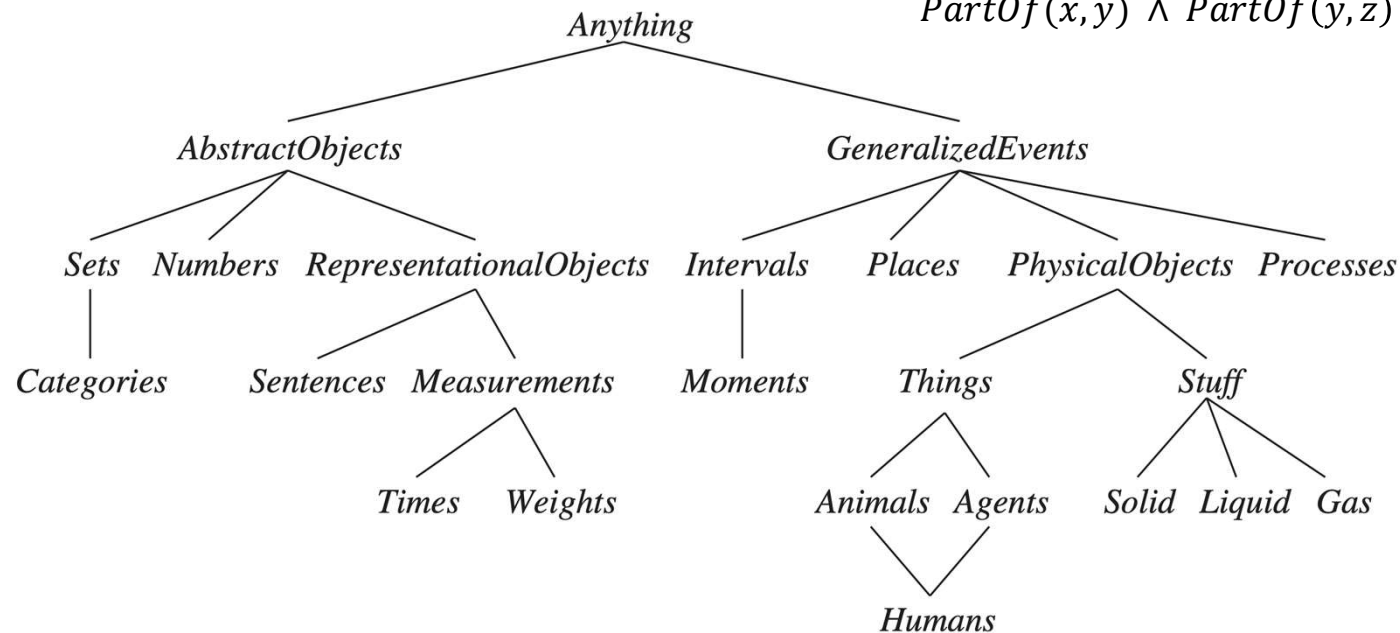 PartOf(x, y) ∧ PartOf(y, z)
Anything
AbstractObjects GeneralizedEvents
Sets Numbers RepresentationalObjects Intervals Places PhysicalObjects Processes
Categories Sentences Measurements Moments Things Stuff
Times Weights Animals Agents Solid Liquid Gas
Humans